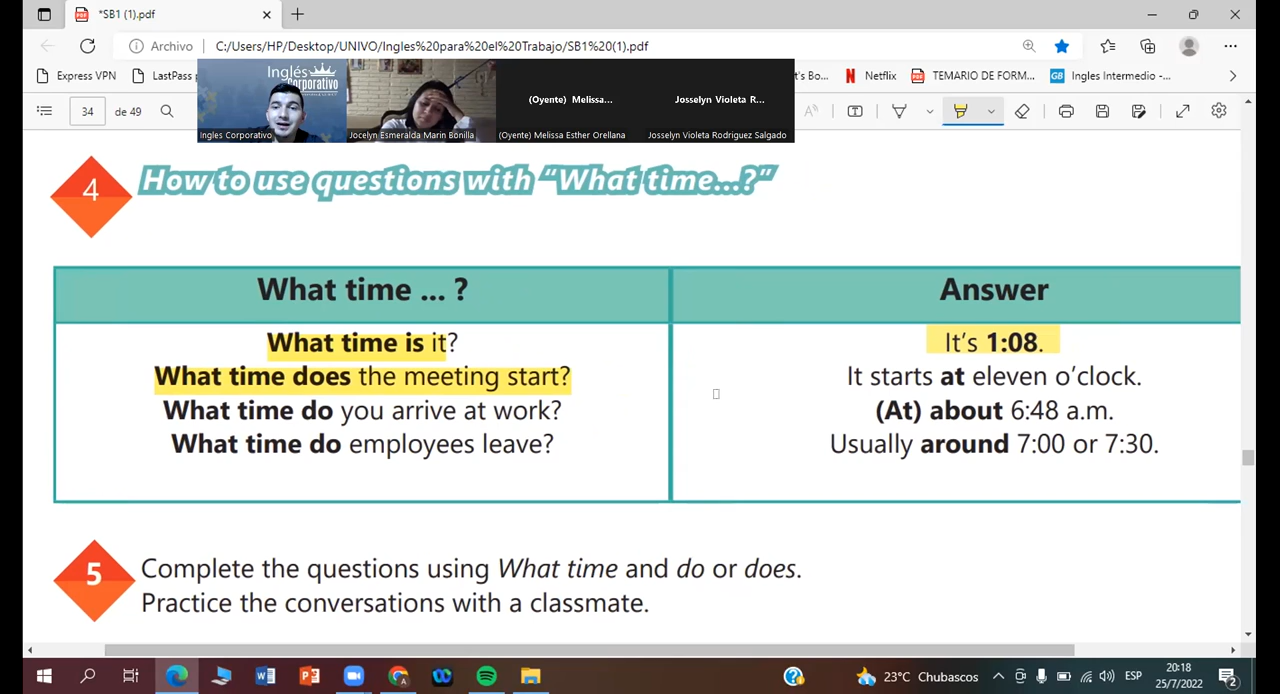 *SB1 (1).pdf
Archivo
C:/Users/HP/Desktop/UNIVO/Ingles%20para%20el%20Trabajo/SB1%20(1).pdf
Express VPN
LastPass
's Bo...
Netflix
TEMARIO DE FORM...
Ingles Intermedio -...
34
de 49
Inglés
Corporativo
(Oyente) Melissa...
Josselyn Violeta R...
Ingles Corporativo
Jocelyn Esmeralda Marin Bonilla
(Oyente) Melissa Esther Orellana
Josselyn Violeta Rodriguez Salgado
4
How to use questions with “What time...?”
What time ... ?
Answer
What time is it?
It's 1:08.
What time does the meeting start?
It starts at eleven o'clock.
What time do you arrive at work?
(At) about 6:48 a.m.
What time do employees leave?
Usually around 7:00 or 7:30.
5
Complete the questions using What time and do or does.
Practice the conversations with a classmate.
23°C Chubascos
ESP
20:18
25/7/2022
2